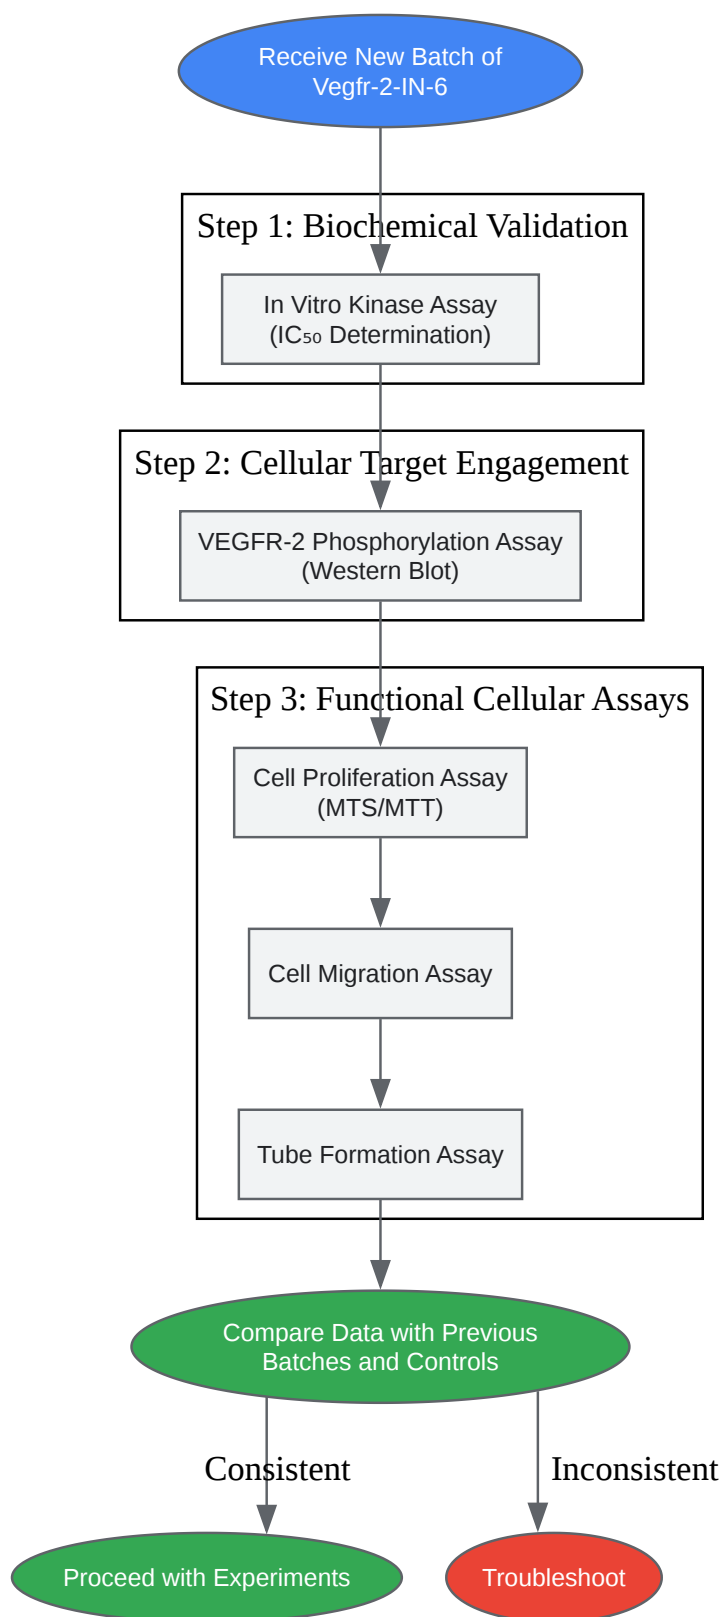 Receive New Batch of
Vegfr-2-IN-6
Step 1: Biochemical Validation
In Vitro Kinase Assay
(IC₅₀ Determination)
Step 2: Cellular Target Engagement
VEGFR-2 Phosphorylation Assay
(Western Blot)
Step 3: Functional Cellular Assays
Cell Proliferation Assay
(MTS/MTT)
Cell Migration Assay
Tube Formation Assay
Compare Data with Previous
Batches and Controls
Consistent
Inconsistent
Proceed with Experiments
Troubleshoot